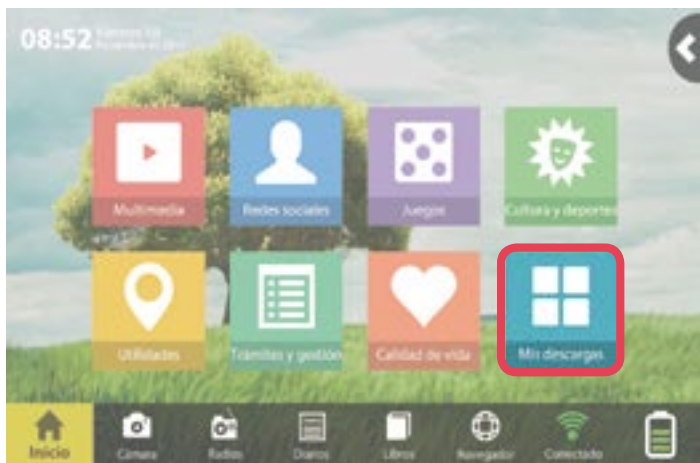 08:52
Multimedia
Redes sociales
Juegos
Cultura y deporte
Utilidades
Trámites y gestión
Calidad de vida
Mis descargas
Inicio
Cámara
Radios
Diarios
Libros
Navegador
Conectado